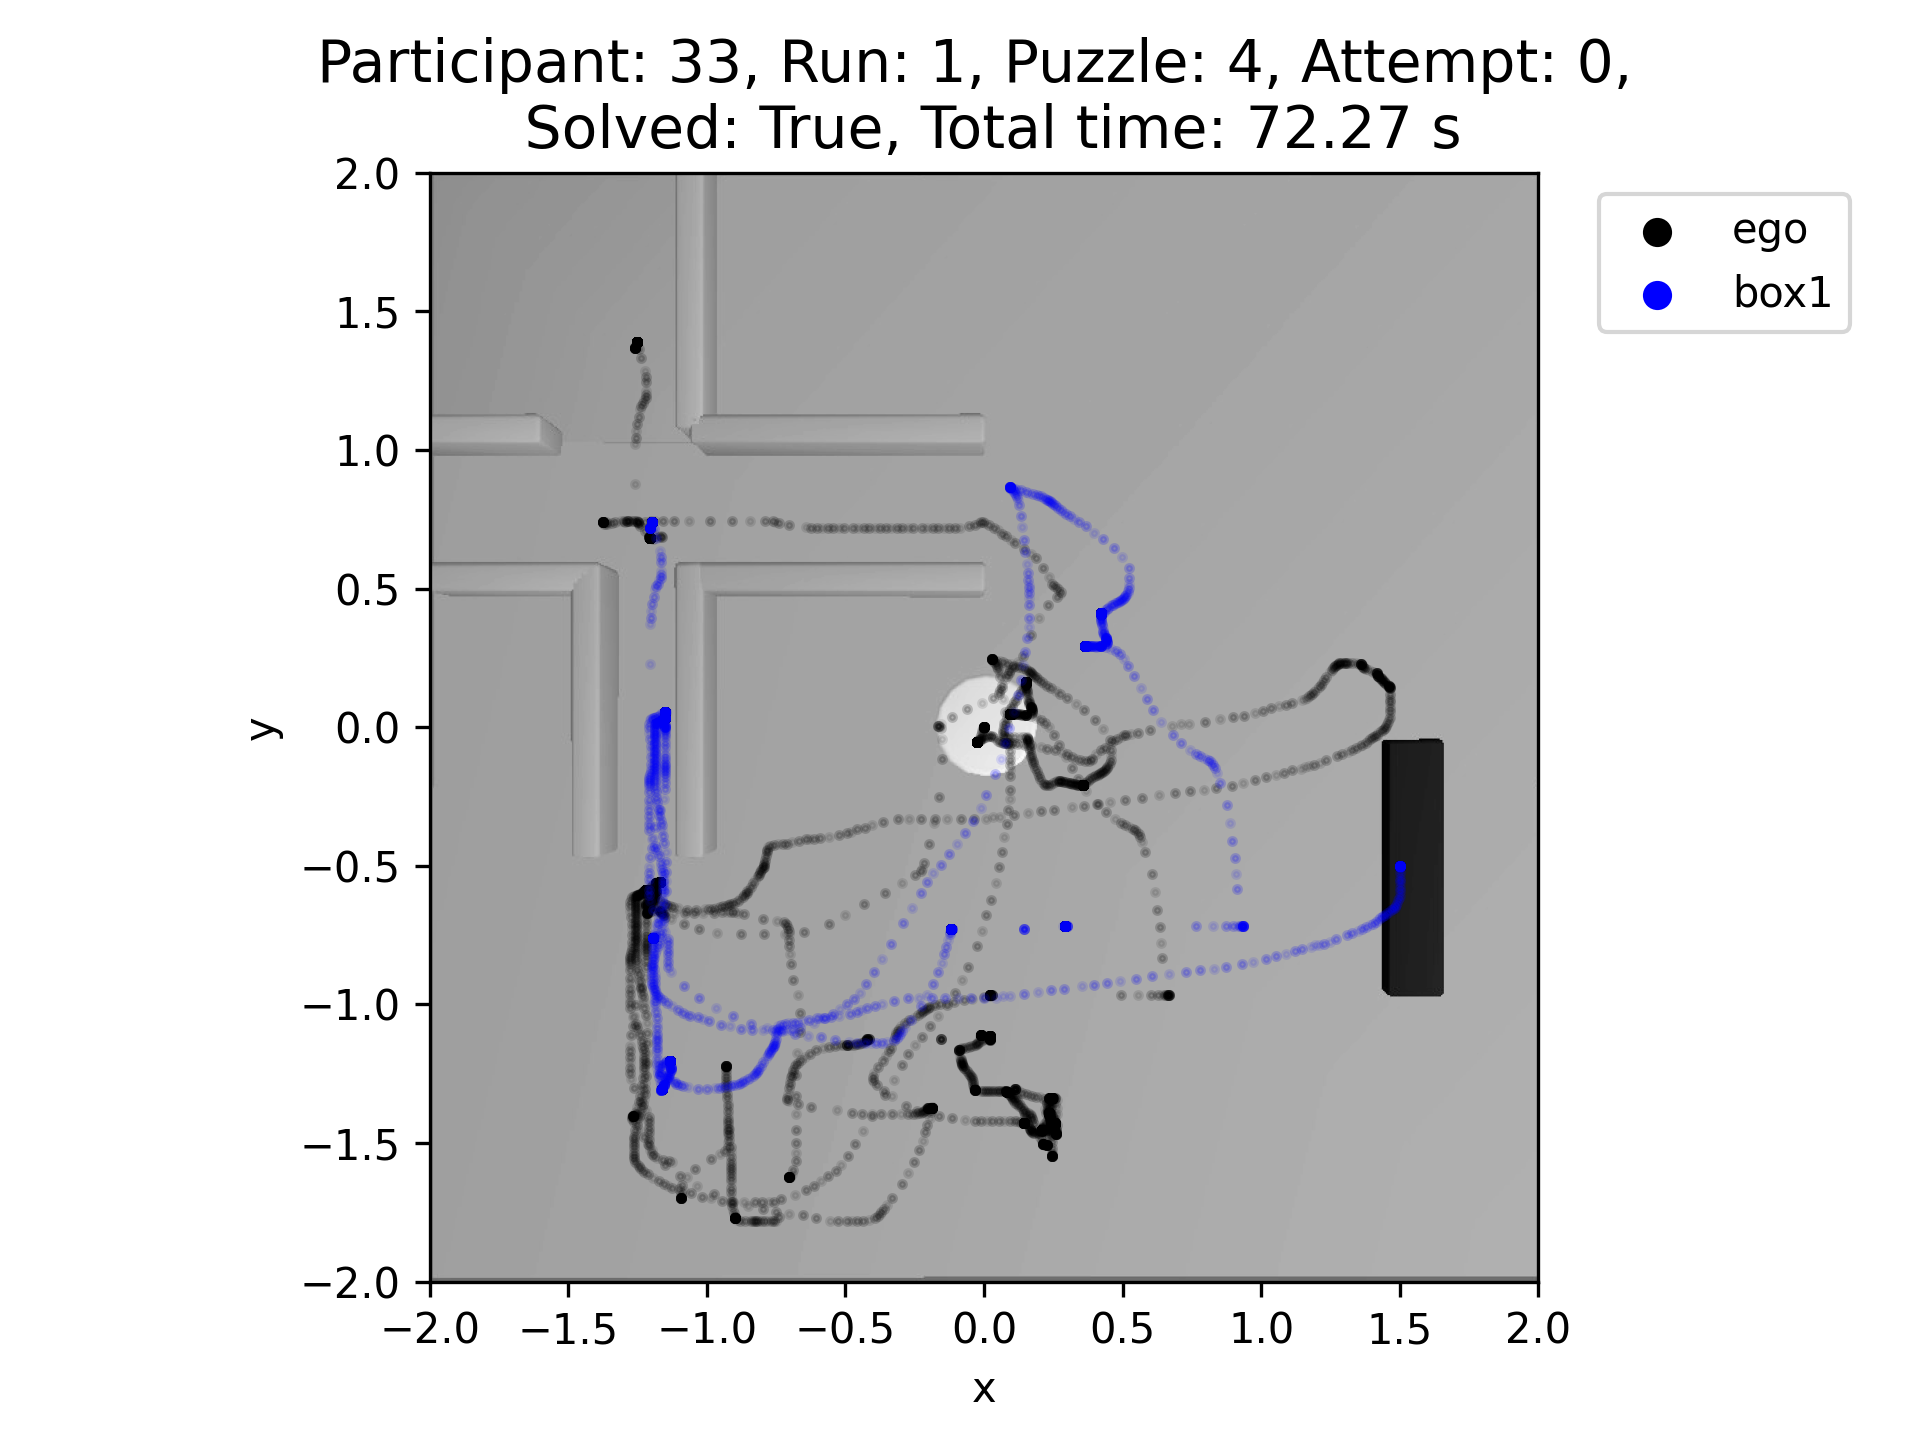 Participant: 33, Run: 1, Puzzle: 4, Attempt: 0,
Solved: True, Total time: 72.27 s
ego
box1
2.0
1.5
1.0
0.5
0.0
−0.5
−1.0
−1.5
−2.0
y
−2.0 −1.5 −1.0 −0.5 0.0 0.5 1.0 1.5 2.0
x